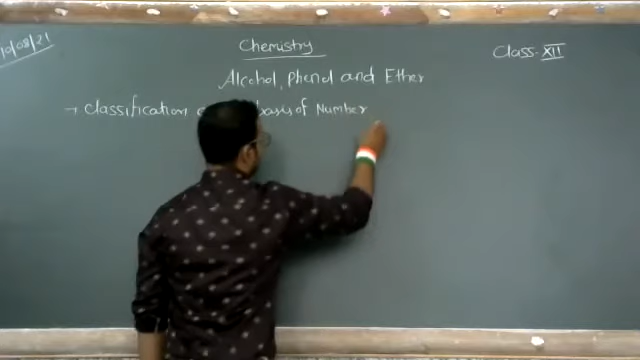 10/08/21
Chemistry
Class- XII
Alcohol, Phenol and Ether
→ Classification basis of Number